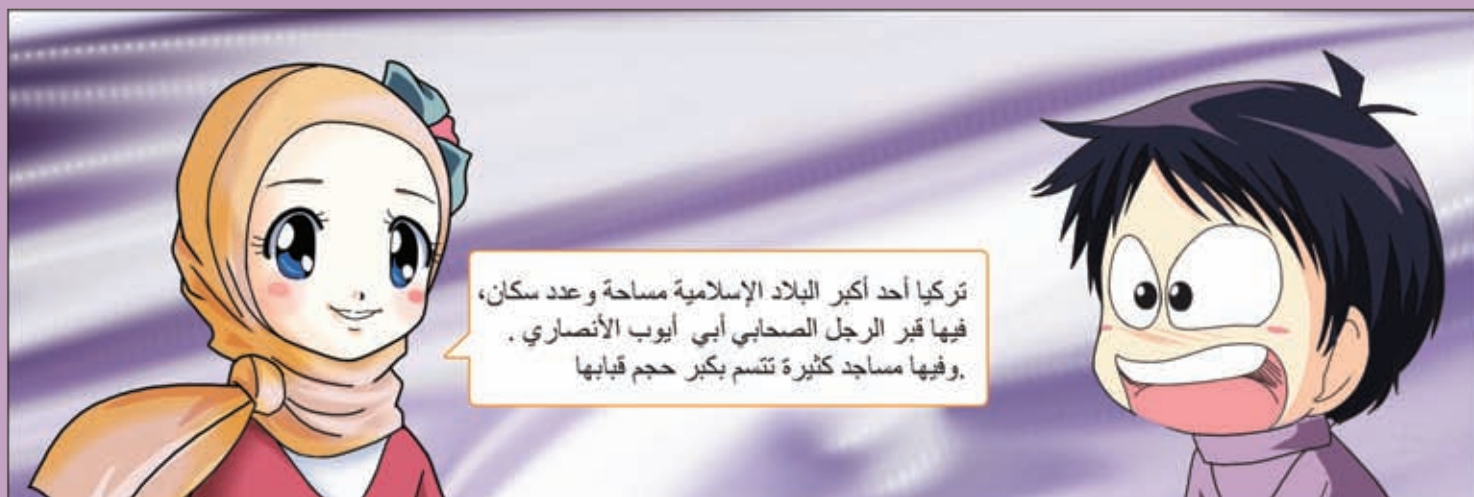 تركيا أحد أكبر البلاد الإسلامية مساحة وعدد سكان،
فيها قبر الرجل الصحابي أبي أيوب الأنصاري .
.وفيها مساجد كثيرة تتسم بكبر حجم قبابها